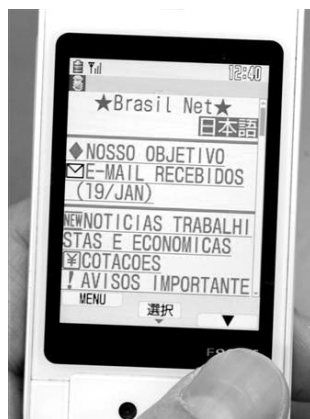 12:40
★Brasil Net★
日本語
◆NOSSO OBJETIVO
E-MAIL RECEBIDOS
(19/JAN)
NEWNOTICIAS TRABALHI
STAS E ECONOMICAS
¥COTACOES
! AVISOS IMPORTANTE
MENU
選択